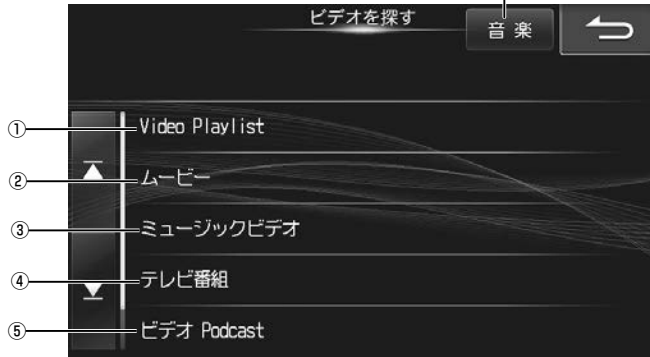 ビデオを探す
音楽
① Video Playlist
② ムービー
③ ミュージックビデオ
④ テレビ番組
⑤ ビデオ Podcast